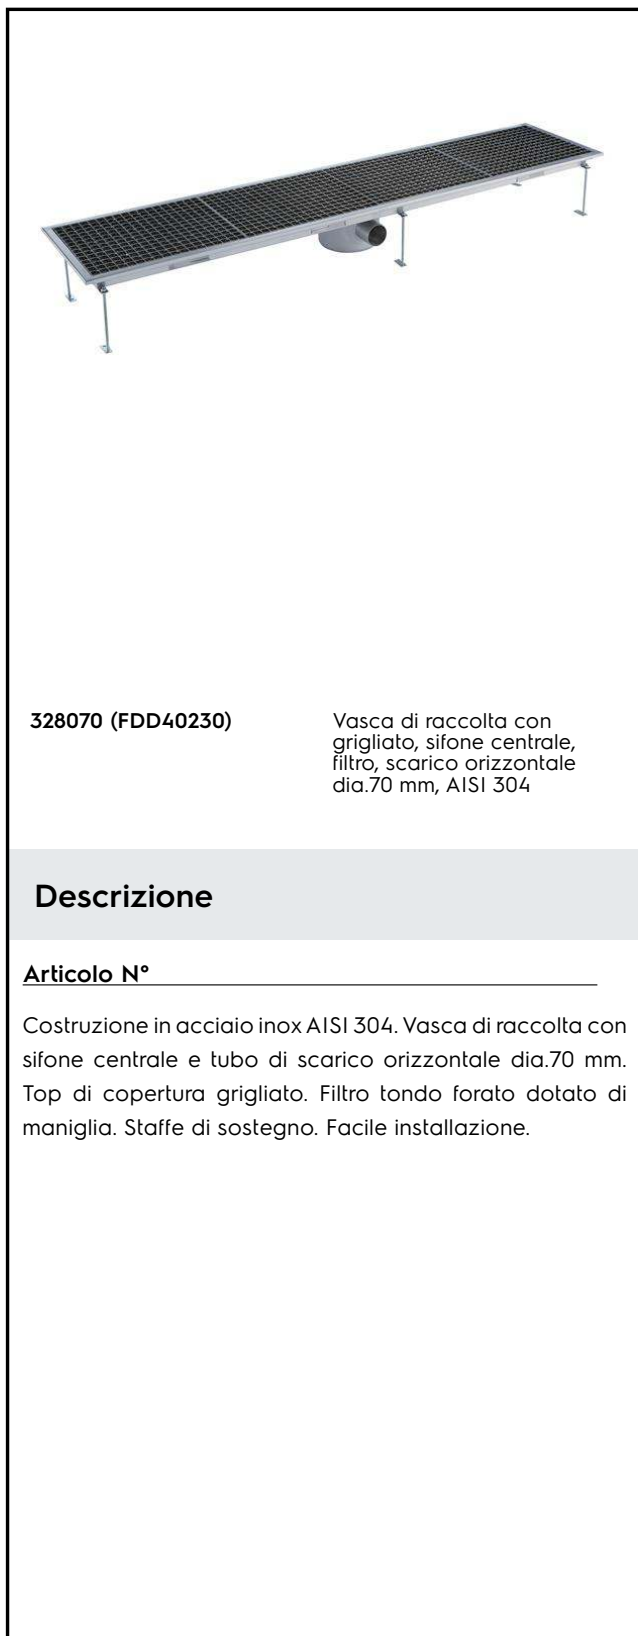 328070 (FDD40230)
Vasca di raccolta con
grigliato, sifone centrale,
filtro, scarico orizzontale
dia.70 mm, AISI 304
Descrizione
Articolo N°
Costruzione in acciaio inox AISI 304. Vasca di raccolta con
sifone centrale e tubo di scarico orizzontale dia.70 mm.
Top di copertura grigliato. Filtro tondo forato dotato di
maniglia. Staffe di sostegno. Facile installazione.